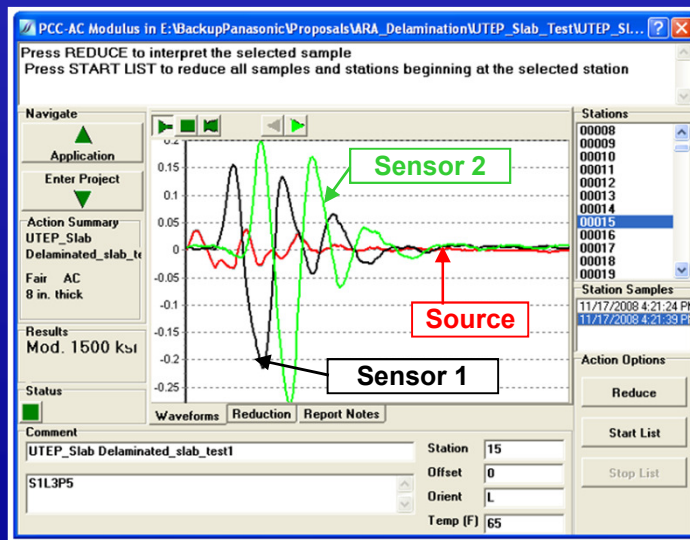 PCC-AC Modulus in E:\BackupPanasonic\Proposals\ARA_Delamination\UTEP_Slab_Test\UTEP_Sl...
Press REDUCE to interpret the selected sample
Press START LIST to reduce all samples and stations beginning at the selected station
Navigate
Application
Enter Project
Action Summary
UTEP_Slab
Delaminated_slab_te
Fair AC
8 in. thick
Results
Mod. 1500 ksi
Status
0.2
0.15
0.1
0.05
0
-0.05
-0.1
-0.15
-0.2
-0.25
Sensor 2
Source
Sensor 1
Waveforms
Reduction
Report Notes
Stations
00008
00009
00010
00011
00012
00013
00014
00015
00016
00017
00018
00019
Station Samples
11/17/2008 4:21:24 PM
11/17/2008 4:21:39 PM
Action Options
Reduce
Start List
Stop List
Comment
UTEP_Slab Delaminated_slab_test1
S1L3P5
Station 15
Offset 0
Orient L
Temp (F) 65